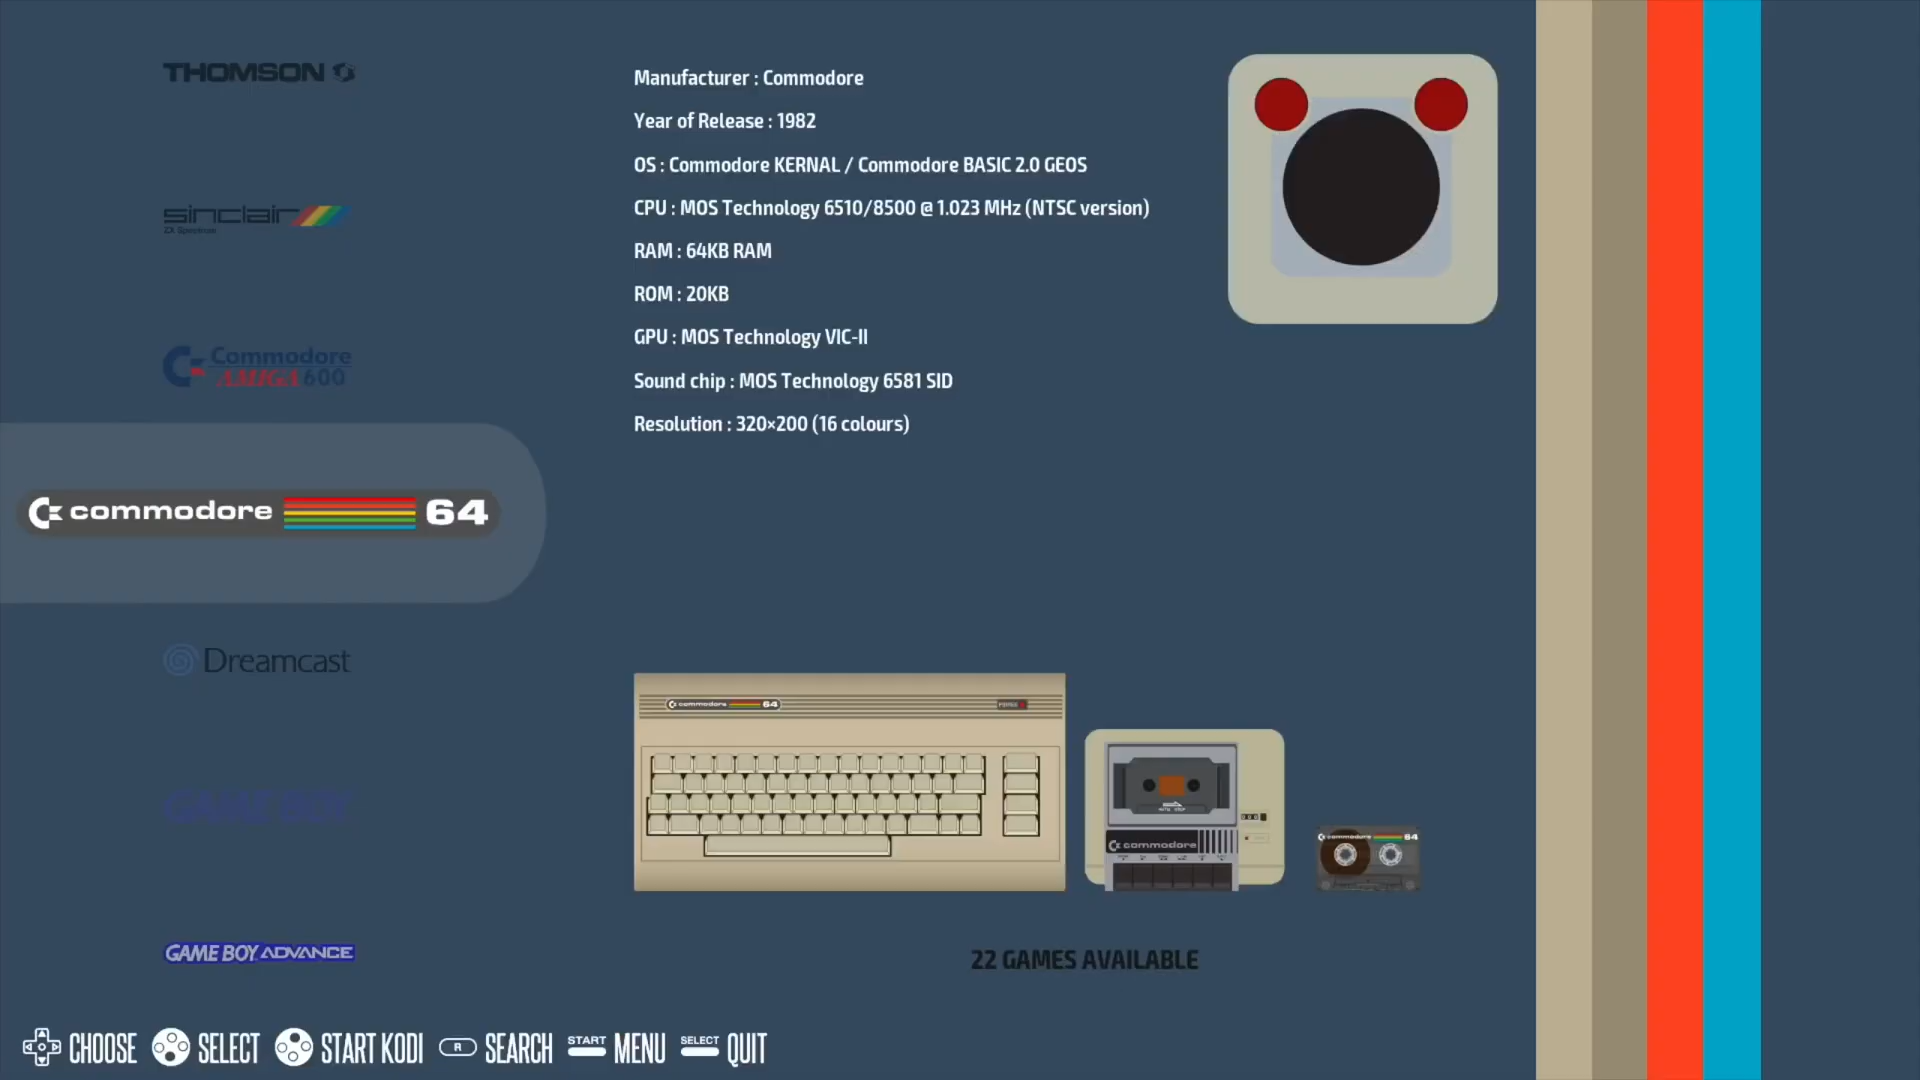 THOMSON
sinclair
ZX Spectrum
Commodore
AMIGA 600
commodore 64
Dreamcast
GAME BOY
GAME BOY ADVANCE
Manufacturer : Commodore
Year of Release : 1982
OS : Commodore KERNAL / Commodore BASIC 2.0 GEOS
CPU : MOS Technology 6510/8500 @ 1.023 MHz (NTSC version)
RAM : 64KB RAM
ROM : 20KB
GPU : MOS Technology VIC-II
Sound chip : MOS Technology 6581 SID
Resolution : 320×200 (16 colours)
commodore 64
commodore
commodore 64
22 GAMES AVAILABLE
CHOOSE SELECT START KODI R SEARCH START MENU SELECT QUIT